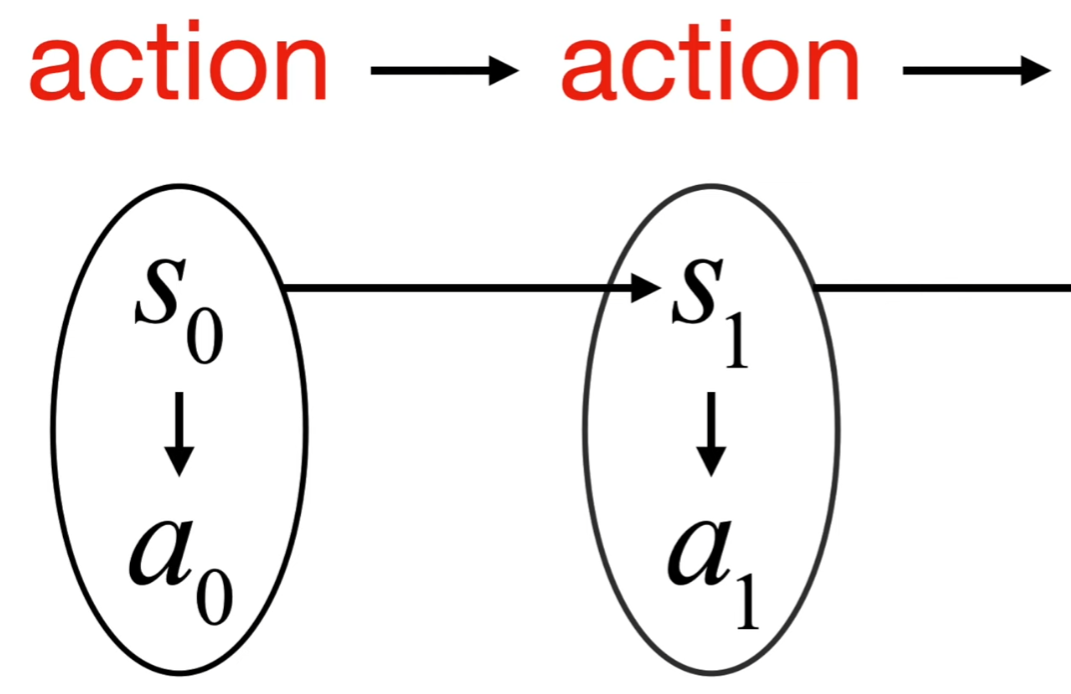 action → action →
s₀ → s₁
a₀ a₁